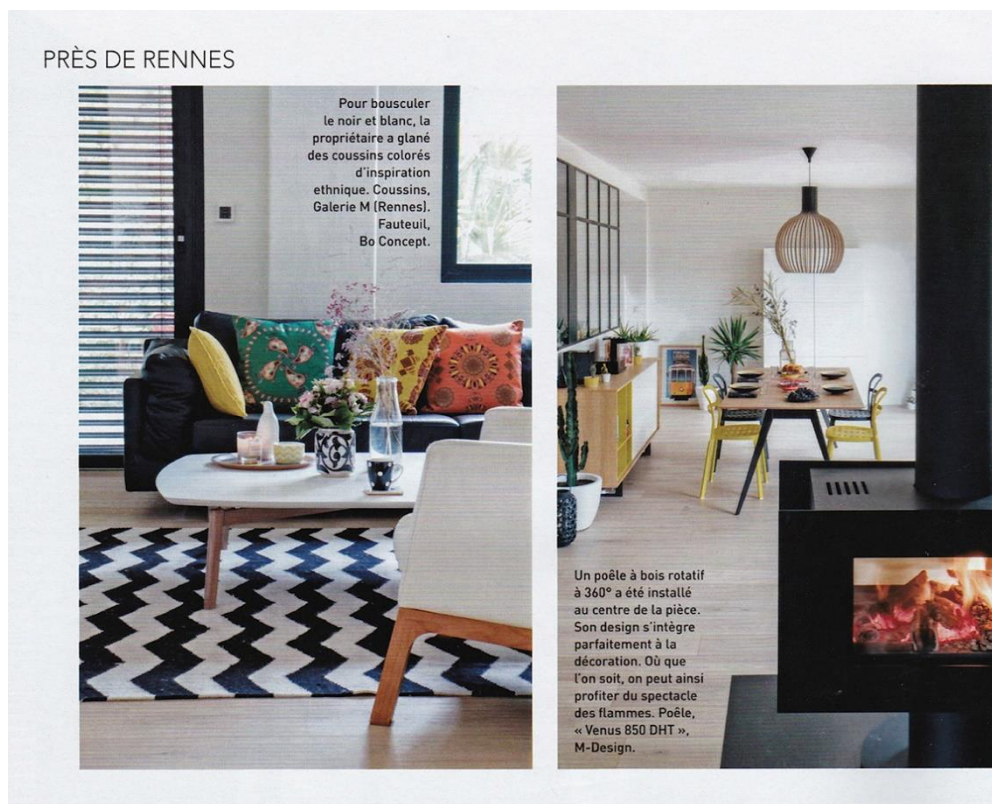 PRÈS DE RENNES
Pour bousculer
le noir et blanc, la
propriétaire a glané
des coussins colorés
d'inspiration
ethnique. Coussins,
Galerie M (Rennes).
Fauteuil,
Bo Concept.
Un poêle à bois rotatif
à 360° a été installé
au centre de la pièce.
Son design s'intègre
parfaitement à la
décoration. Où que
l'on soit, on peut ainsi
profiter du spectacle
des flammes. Poêle,
« Venus 850 DHT »,
M-Design.